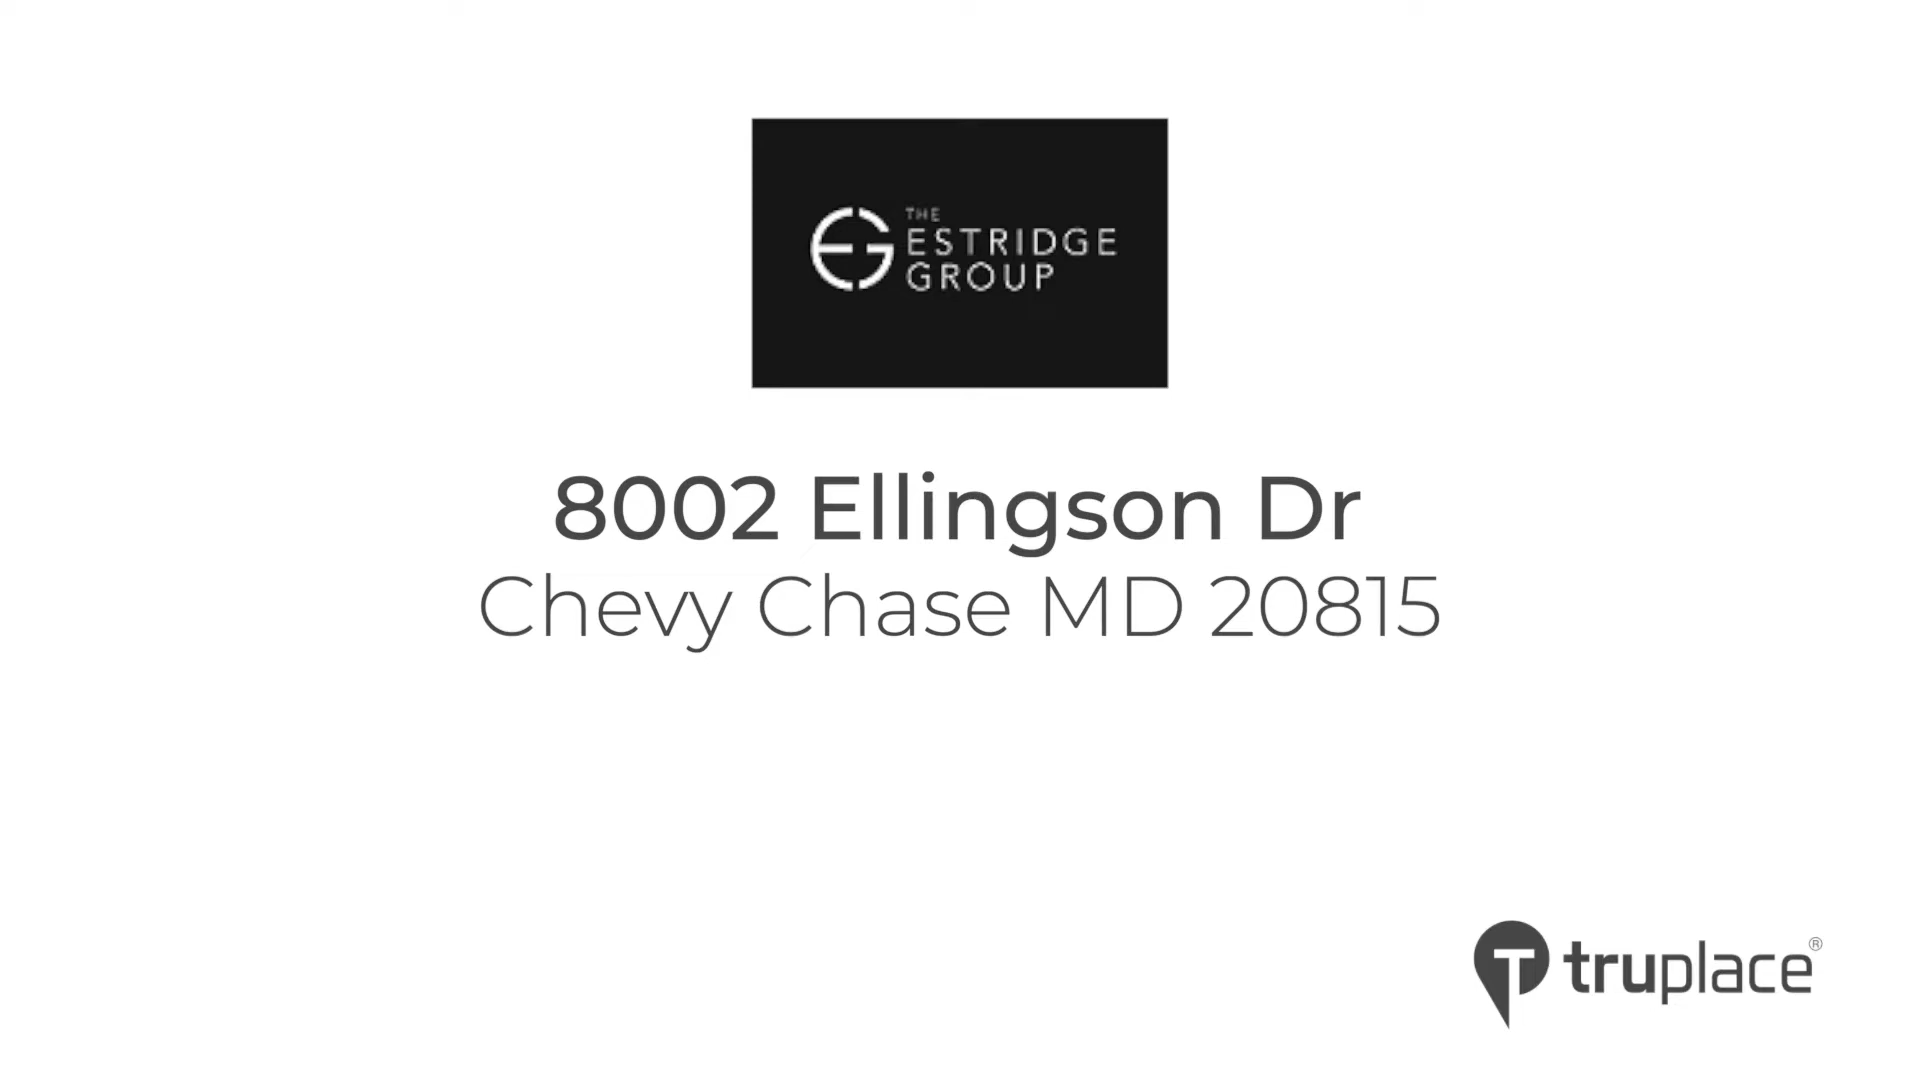 THE
ESTRIDGE
GROUP
8002 Ellingson Dr
Chevy Chase MD 20815
truplace®